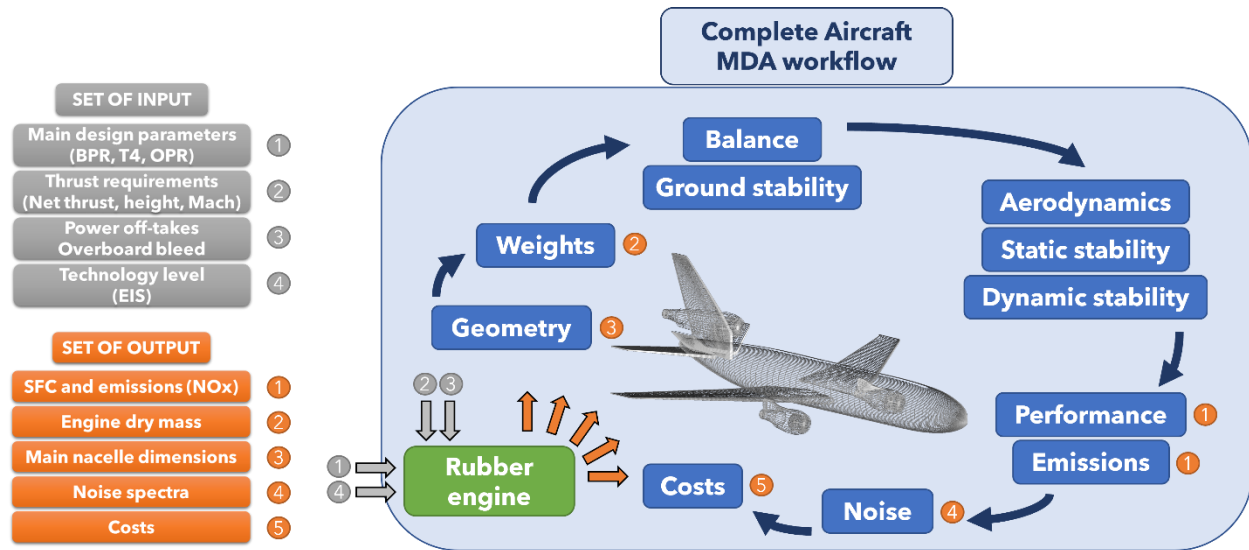 Complete Aircraft
MDA workflow
SET OF INPUT
Main design parameters
(BPR, T4, OPR)
1
Thrust requirements
(Net thrust, height, Mach)
2
Power off-takes
Overboard bleed
3
Technology level
(EIS)
4
SET OF OUTPUT
SFC and emissions (NOx)
1
Engine dry mass
2
Main nacelle dimensions
3
Noise spectra
4
Costs
5
Balance
Ground stability
Aerodynamics
Static stability
Dynamic stability
Weights
2
Geometry
3
Performance
1
Emissions
1
2 3
1
4
Rubber
engine
Costs
5
Noise
4